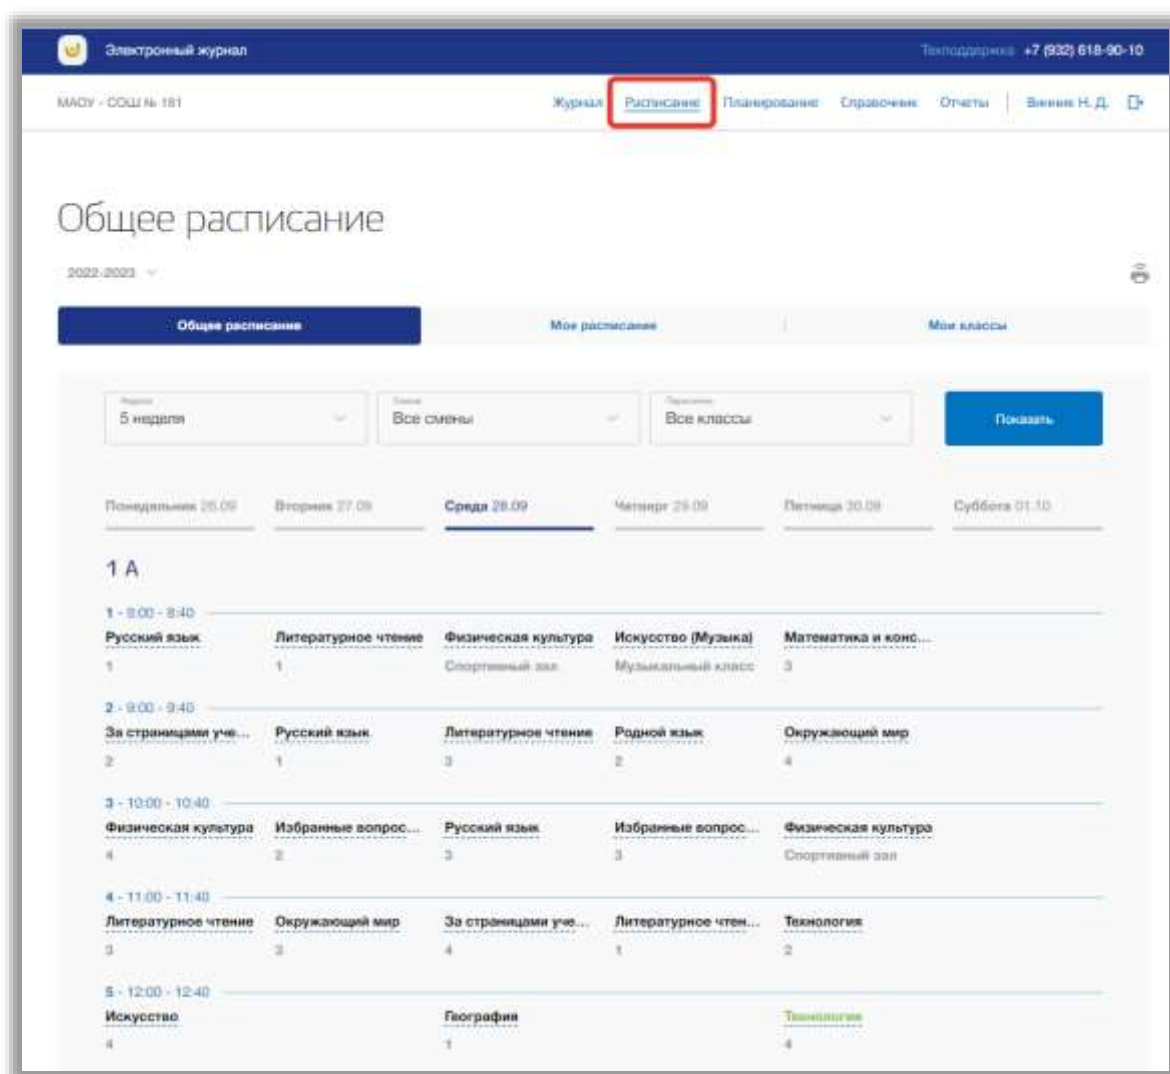 Электронный журнал
Техподдержка +7 (932) 618-90-10
МАОУ - СОШ № 181
Журнал Расписание Планирование Справочник Отчеты Винник Н. Д.
Общее расписание
2022-2023
Общее расписание Мое расписание Мои классы
Неделя Смена Параллель
5 неделя Все смены Все классы Показать
Понедельник 26.09 Вторник 27.09 Среда 28.09 Четверг 29.09 Пятница 30.09 Суббота 01.10
1 А
1 - 8:00 - 8:40
Русский язык Литературное чтение Физическая культура Искусство (Музыка) Математика и конс...
1 1 Спортивный зал Музыкальный класс 3
2 - 9:00 - 9:40
За страницами уче... Русский язык Литературное чтение Родной язык Окружающий мир
2 1 3 2 4
3 - 10:00 - 10:40
Физическая культура Избранные вопрос... Русский язык Избранные вопрос... Физическая культура
4 2 3 3 Спортивный зал
4 - 11:00 - 11:40
Литературное чтение Окружающий мир За страницами уче... Литературное чтен... Технология
3 3 4 1 2
5 - 12:00 - 12:40
Искусство География Технология
4 1 4